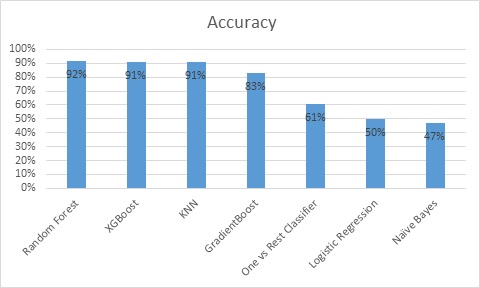 Accuracy
100%
90%
80%
70%
60%
50%
40%
30%
20%
10%
0%
92%
91%
91%
83%
61%
50%
47%
Random Forest
XGBoost
KNN
GradientBoost
One vs Rest Classifier
Logistic Regression
Naïve Bayes